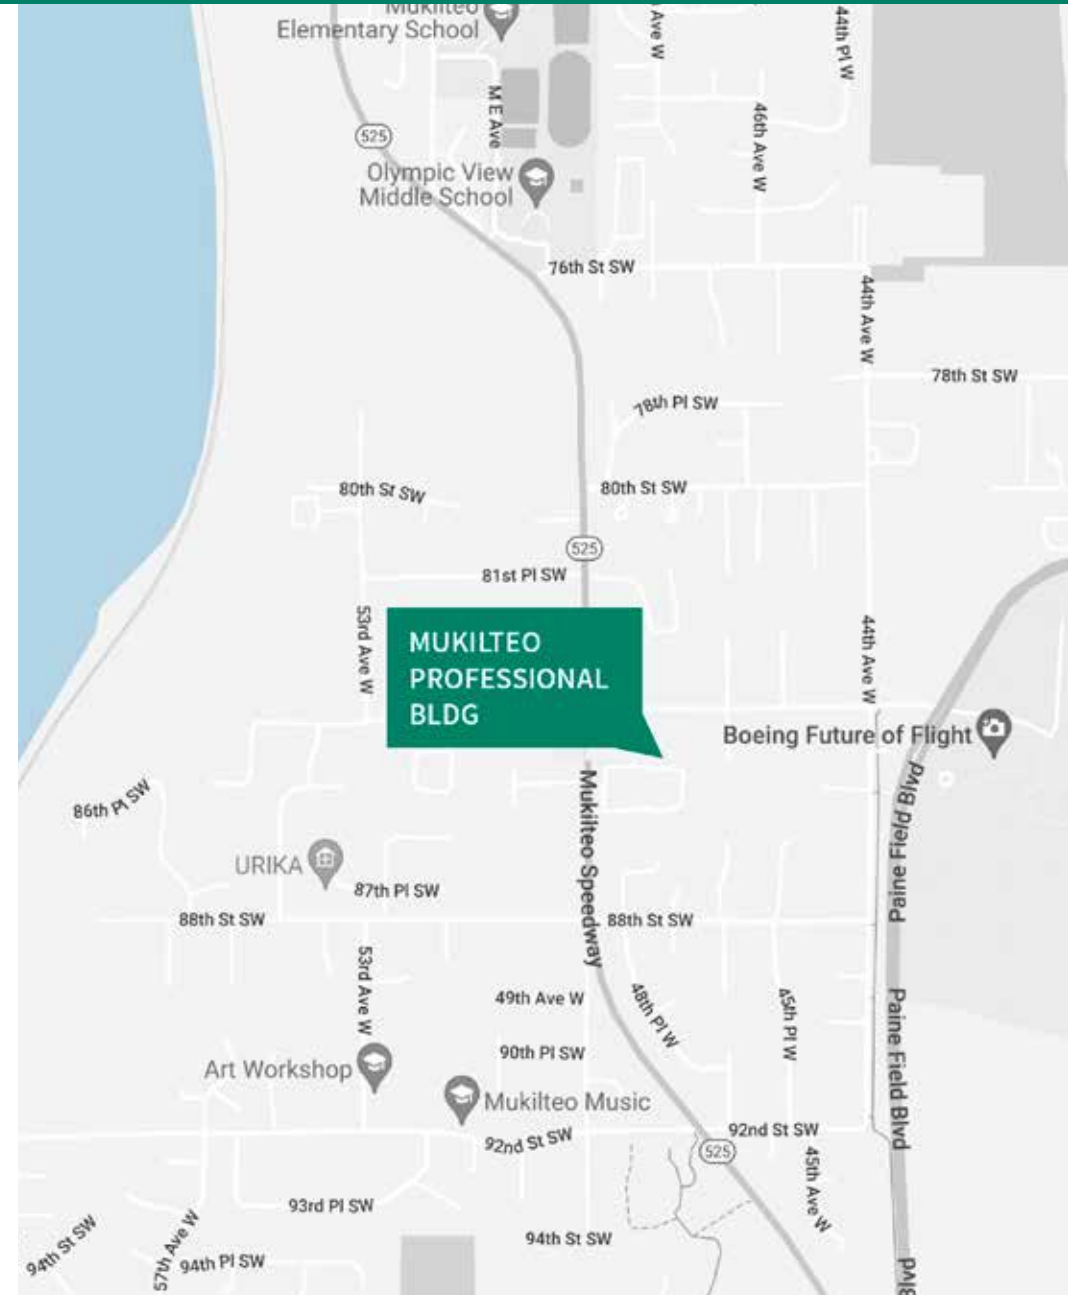 Mukilteo
Elementary School
Ave W
44th Pl W
M E Ave
46th Ave W
525
Olympic View
Middle School
76th St SW
44th Ave W
78th St SW
78th Pl SW
80th St SW
80th St SW
525
81st Pl SW
53rd Ave W
MUKILTEO
PROFESSIONAL
BLDG
44th Ave W
Boeing Future of Flight
Mukilteo Speedway
Paine Field Blvd
86th Pl SW
URIKA
87th Pl SW
88th St SW
88th St SW
53rd Ave W
49th Ave W
48th Pl W
45th Pl W
Paine Field Blvd
90th Pl SW
Art Workshop
Mukilteo Music
92nd St SW
92nd St SW
525
45th Ave W
93rd Pl SW
94th St SW
57th Ave W
94th Pl SW
94th St SW
Blvd